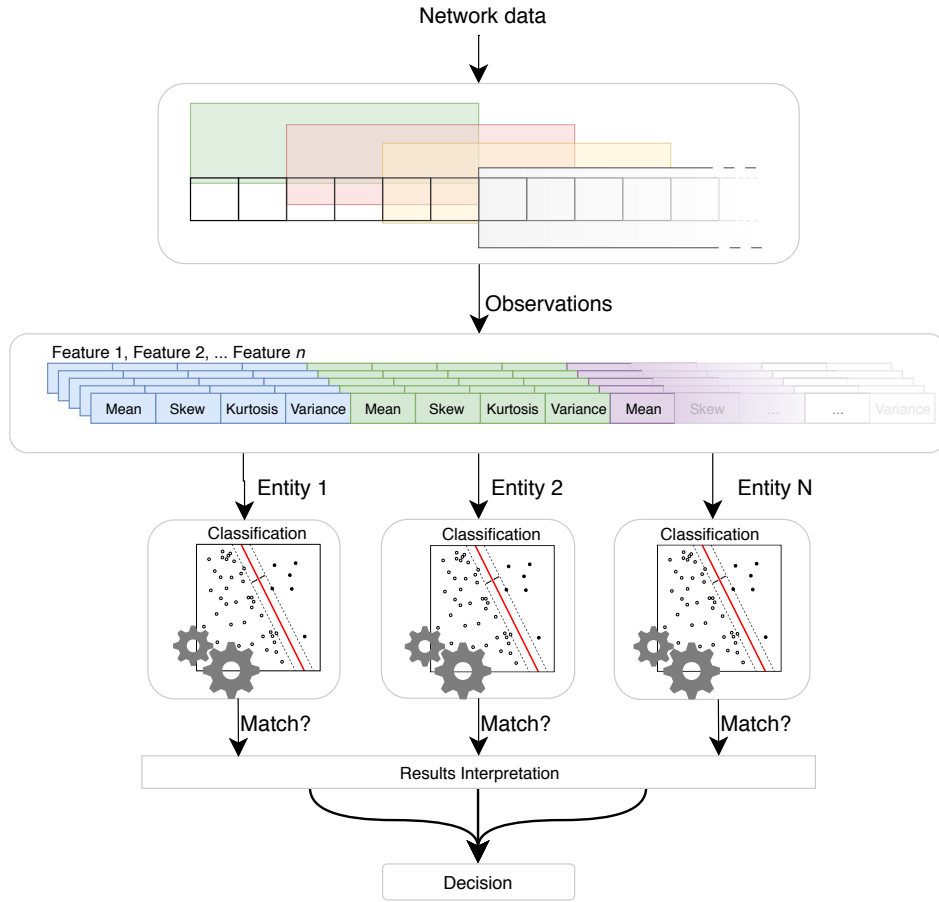 Network data
Observations
Feature 1, Feature 2, ... Feature n
Mean Skew Kurtosis Variance Mean Skew Kurtosis Variance Mean Skew ... ... Variance
Entity 1 Entity 2 Entity N
Classification Classification Classification
Match? Match? Match?
Results Interpretation
Decision